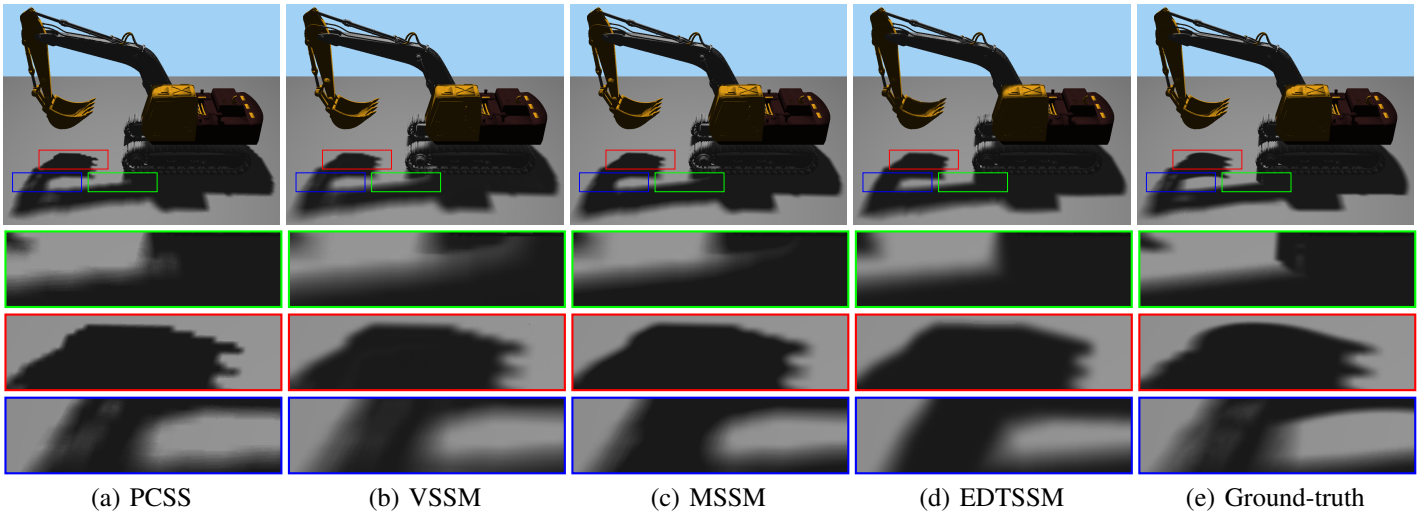 (a) PCSS
(b) VSSM
(c) MSSM
(d) EDTSSM
(e) Ground-truth